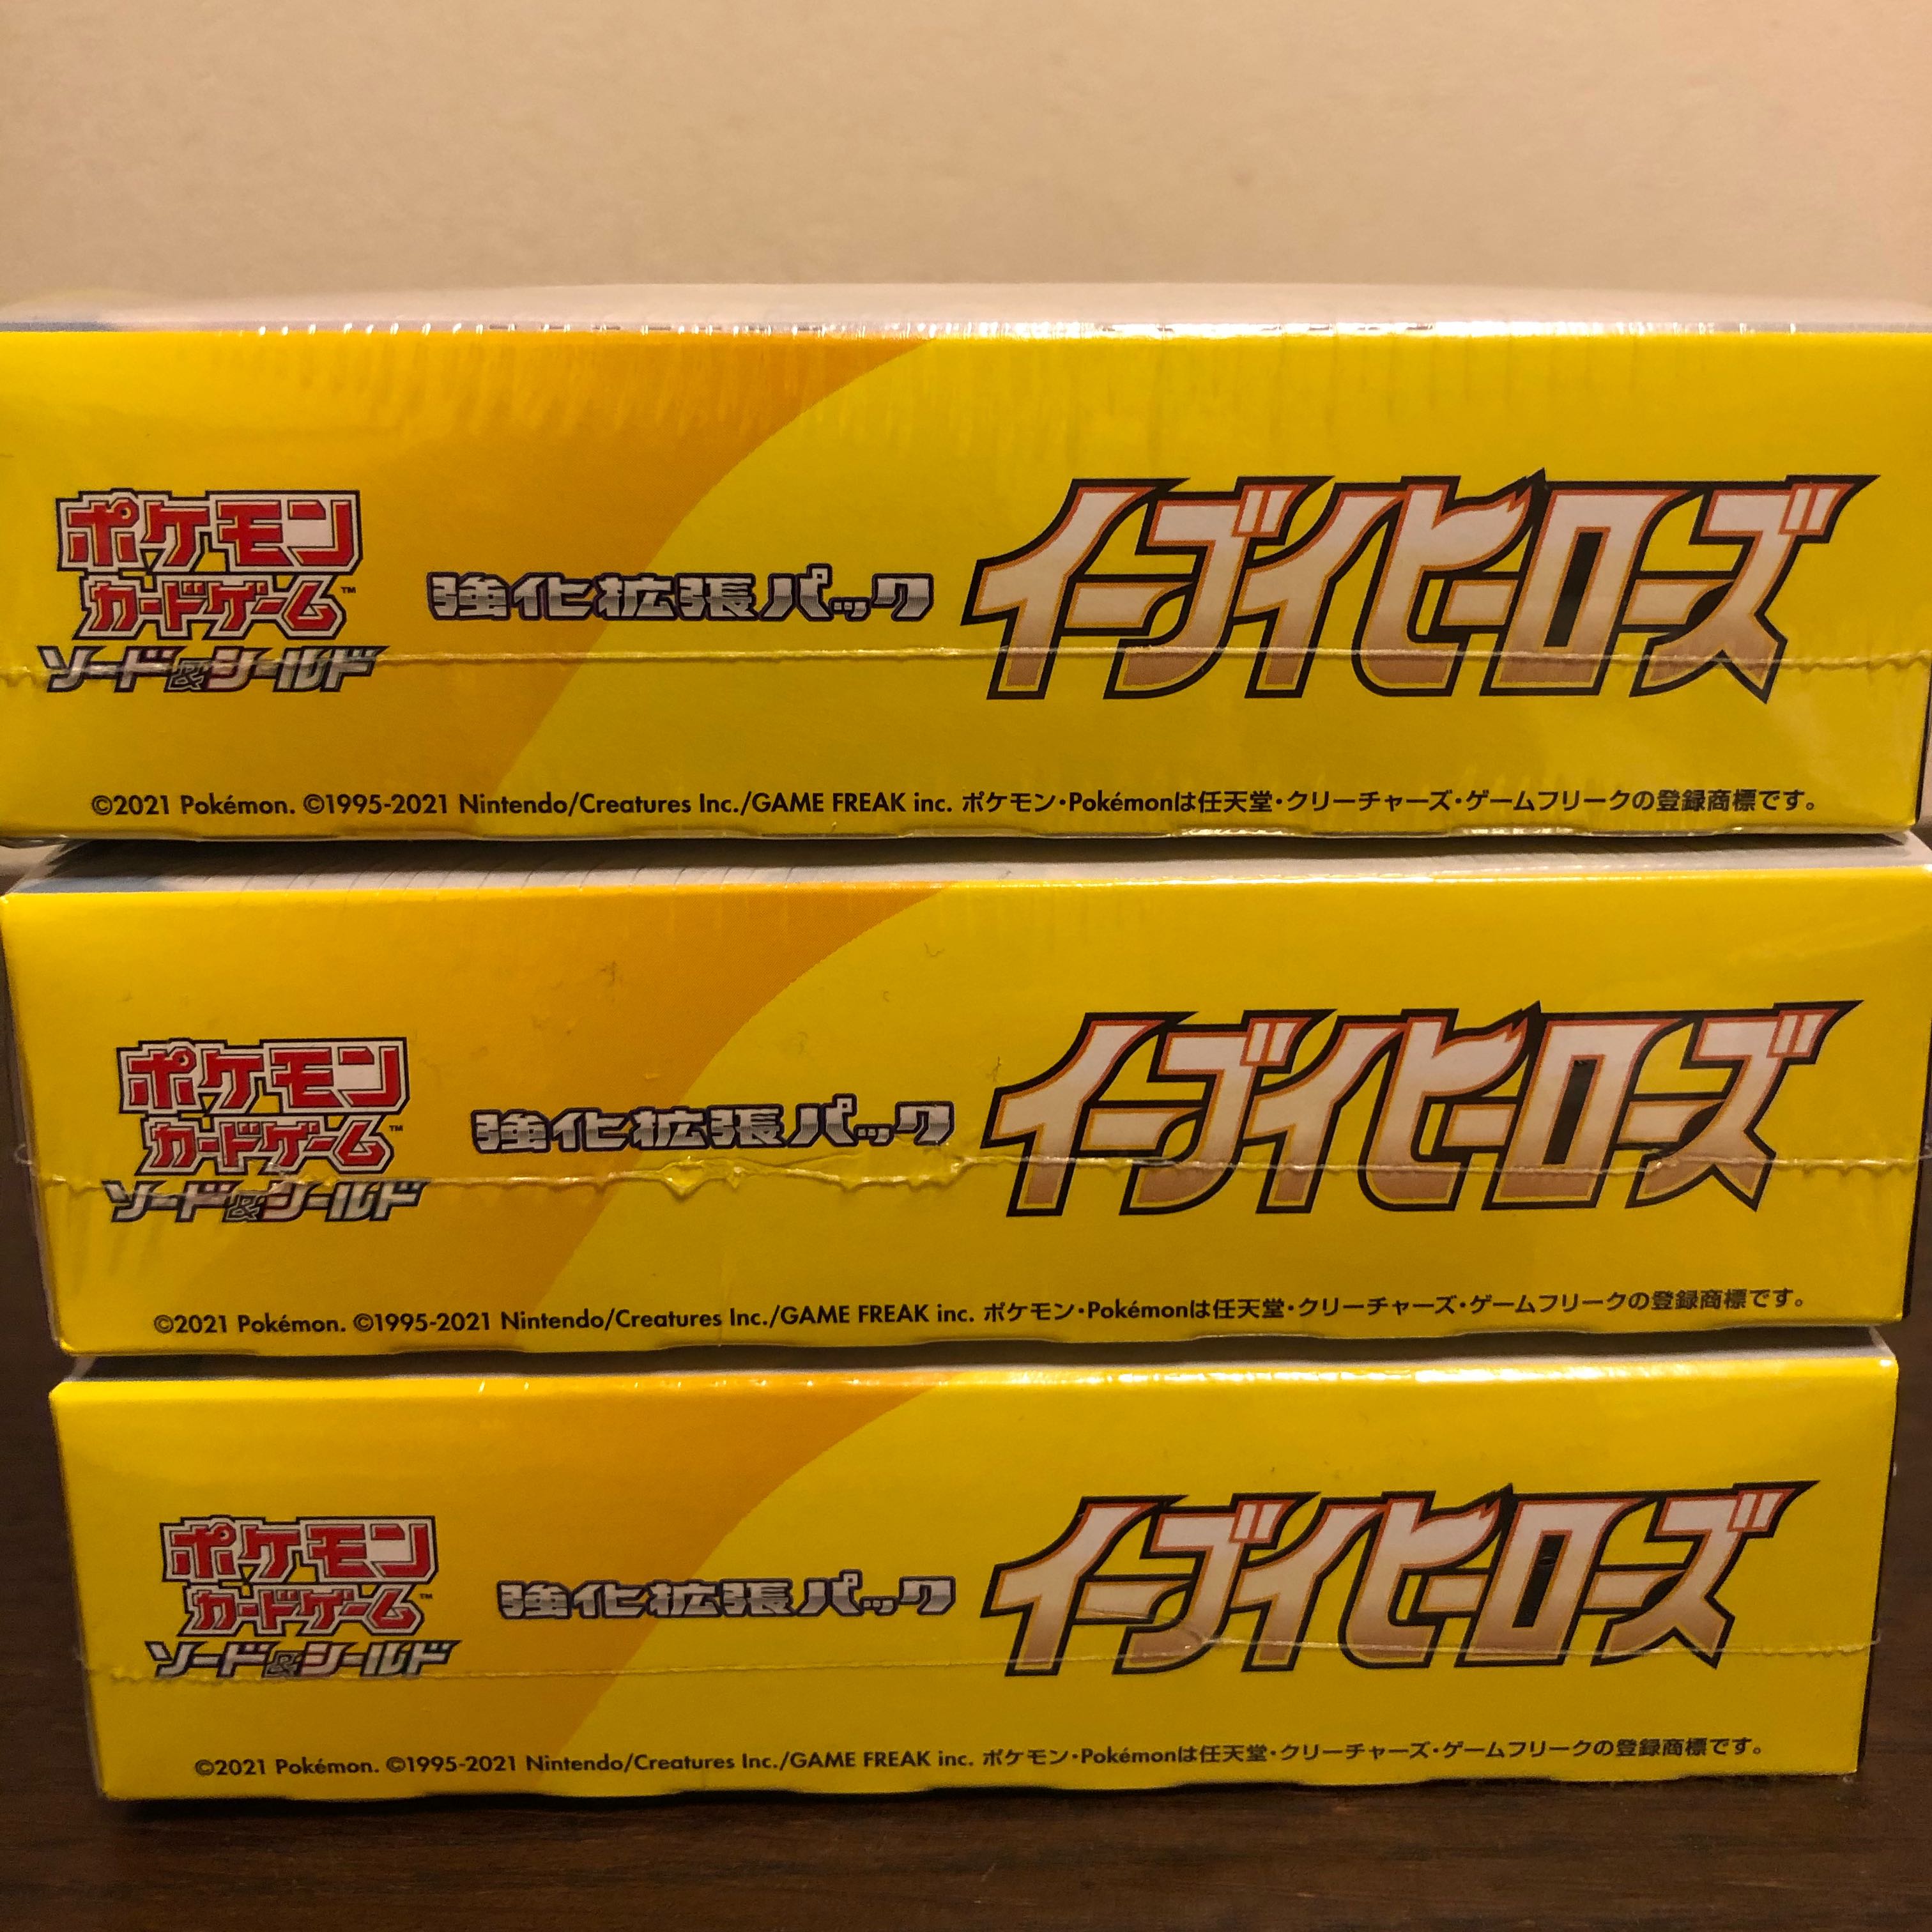 ポケモン
カードゲーム™
ソード&シールド
強化拡張パック
イーブイヒーローズ
©2021 Pokémon. ©1995-2021 Nintendo/Creatures Inc./GAME FREAK inc. ポケモン・Pokémonは任天堂・クリーチャーズ・ゲームフリークの登録商標です。
ポケモン
カードゲーム™
ソード&シールド
強化拡張パック
イーブイヒーローズ
©2021 Pokémon. ©1995-2021 Nintendo/Creatures Inc./GAME FREAK inc. ポケモン・Pokémonは任天堂・クリーチャーズ・ゲームフリークの登録商標です。
ポケモン
カードゲーム™
ソード&シールド
強化拡張パック
イーブイヒーローズ
©2021 Pokémon. ©1995-2021 Nintendo/Creatures Inc./GAME FREAK inc. ポケモン・Pokémonは任天堂・クリーチャーズ・ゲームフリークの登録商標です。